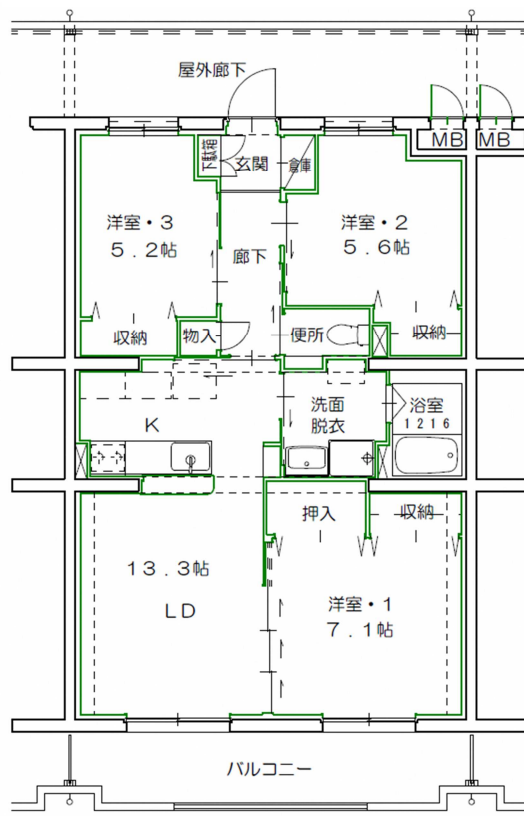 屋外廊下
MB
MB
下駄箱
玄関
倉庫
洋室・3
5.2帖
洋室・2
5.6帖
廊下
収納
物入
便所
収納
K
洗面
脱衣
浴室
1216
押入
収納
13.3帖
LD
洋室・1
7.1帖
バルコニー